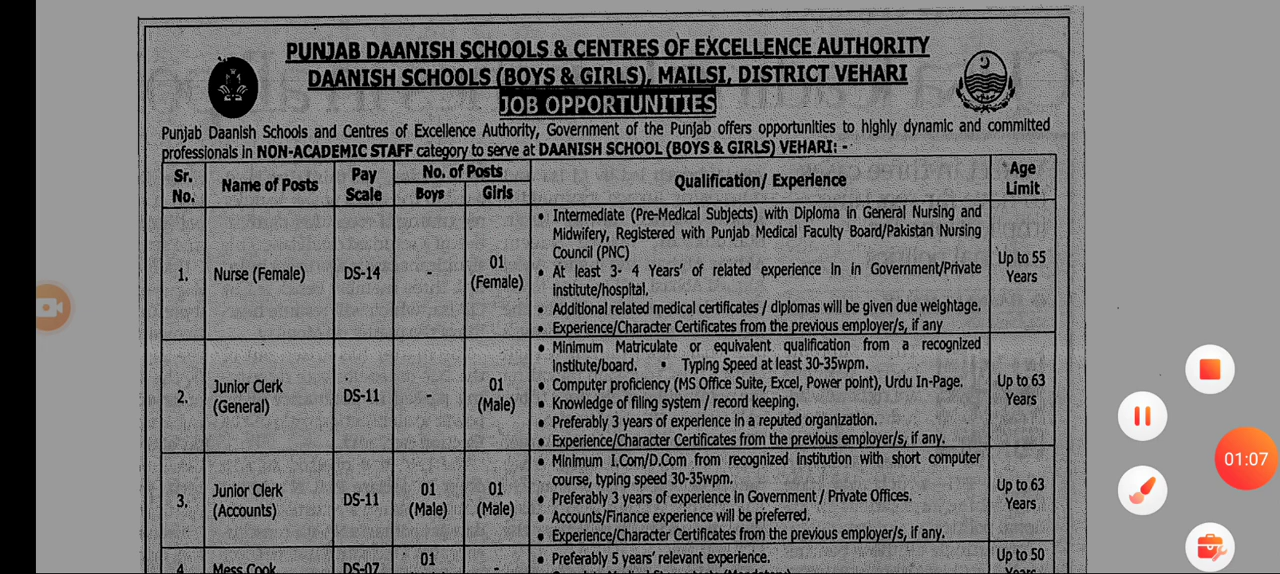 PUNJAB DAANISH SCHOOLS & CENTRES OF EXCELLENCE AUTHORITY
DAANISH SCHOOLS (BOYS & GIRLS), MAILSI, DISTRICT VEHARI
JOB OPPORTUNITIES
Punjab Daanish Schools and Centres of Excellence Authority, Government of the Punjab offers opportunities to highly dynamic and committed
professionals in NON-ACADEMIC STAFF category to serve at DAANISH SCHOOL (BOYS & GIRLS) VEHARI: -
Sr. No. Name of Posts Pay Scale No. of Posts Boys Girls Qualification/ Experience Age Limit
1. Nurse (Female) DS-14 - 01 (Female)
• Intermediate (Pre-Medical Subjects) with Diploma in General Nursing and
Midwifery, Registered with Punjab Medical Faculty Board/Pakistan Nursing
Council (PNC)
• At least 3- 4 Years' of related experience In in Government/Private
institute/hospital.
• Additional related medical certificates / diplomas will be given due weightage.
• Experience/Character Certificates from the previous employer/s, if any
Up to 55 Years
2. Junior Clerk (General) DS-11 - 01 (Male)
• Minimum Matriculate or equivalent qualification from a recognized
institute/board. • Typing Speed at least 30-35wpm.
• Computer proficiency (MS Office Suite, Excel, Power point), Urdu In-Page.
• Knowledge of filing system / record keeping.
• Preferably 3 years of experience in a reputed organization.
• Experience/Character Certificates from the previous employer/s, if any.
Up to 63 Years
3. Junior Clerk (Accounts) DS-11 01 (Male) 01 (Male)
• Minimum I.Com/D.Com from recognized institution with short computer
course, typing speed 30-35wpm.
• Preferably 3 years of experience in Government / Private Offices.
• Accounts/Finance experience will be preferred.
• Experience/Character Certificates from the previous employer/s, if any.
Up to 63 Years
4. Mess Cook DS-07 01 -
• Preferably 5 years' relevant experience.
Up to 50 Years
01:07